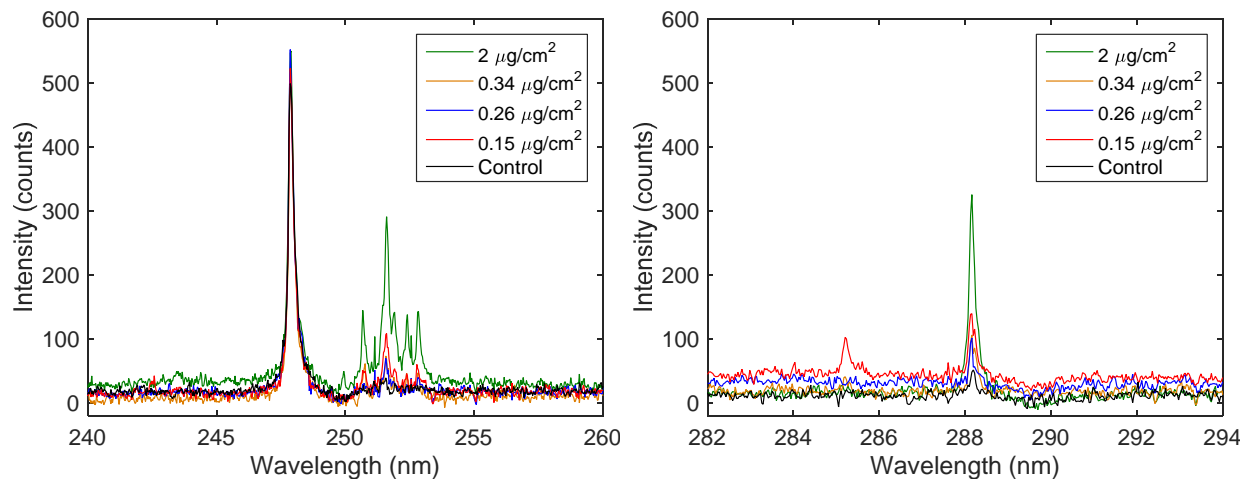 600
500
400
300
200
100
0
Intensity (counts)
2 μg/cm²
0.34 μg/cm²
0.26 μg/cm²
0.15 μg/cm²
Control
240 245 250 255 260
Wavelength (nm)
600
500
400
300
200
100
0
Intensity (counts)
2 μg/cm²
0.34 μg/cm²
0.26 μg/cm²
0.15 μg/cm²
Control
282 284 286 288 290 292 294
Wavelength (nm)